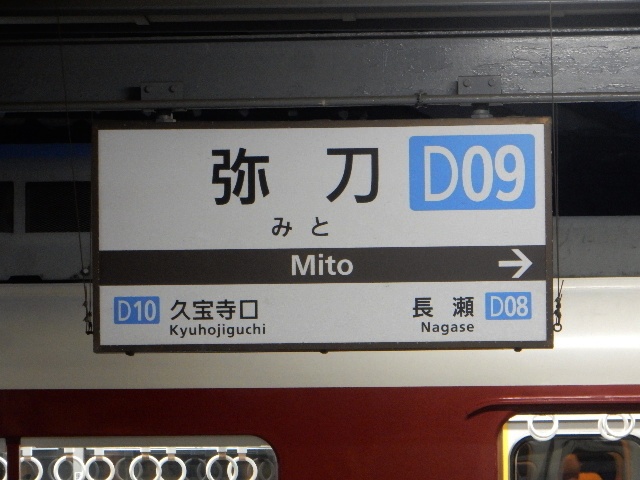 弥刀 D09
みと
Mito →
D10 久宝寺口 長瀬 D08
Kyuhojiguchi Nagase